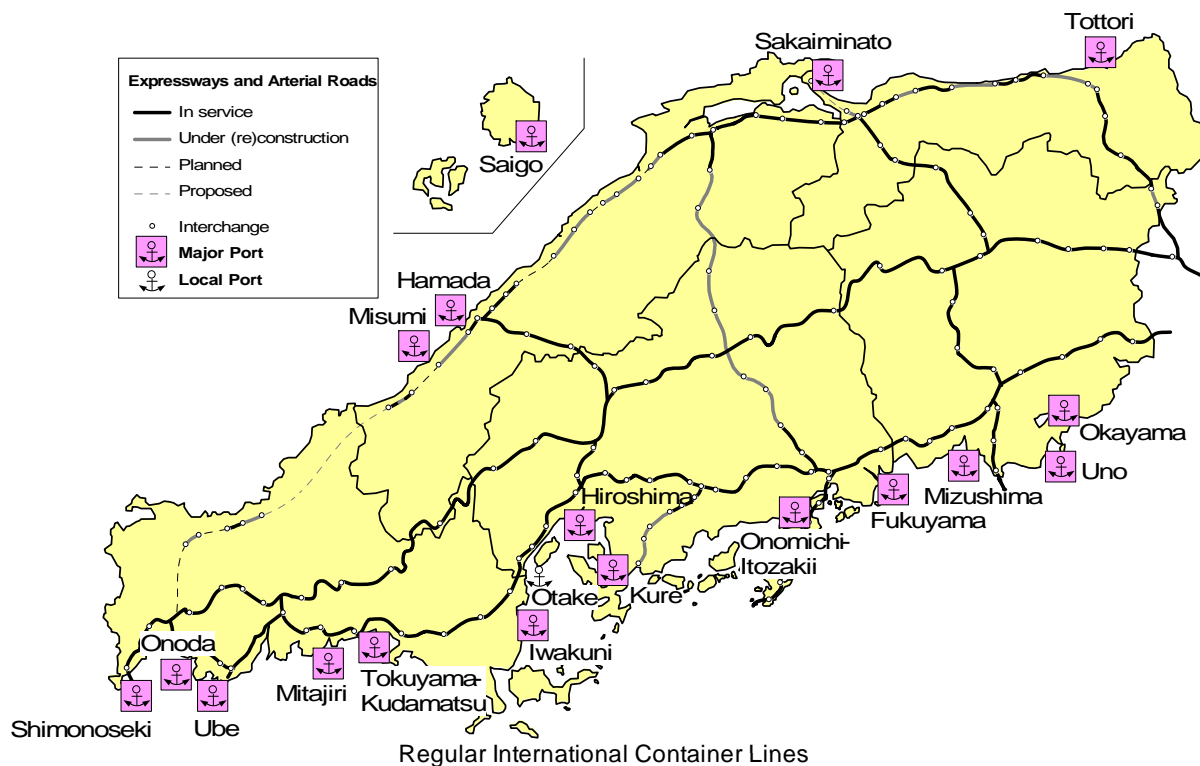 Expressways and Arterial Roads
In service
Under (re)construction
Planned
Proposed
Interchange
Major Port
Local Port
Tottori
Sakaiminato
Saigo
Hamada
Misumi
Okayama
Uno
Mizushima
Fukuyama
Hiroshima
Onomichi-
Itozakii
Otake
Kure
Iwakuni
Onoda
Mitajiri
Tokuyama-
Kudamatsu
Shimonoseki
Ube
Regular International Container Lines